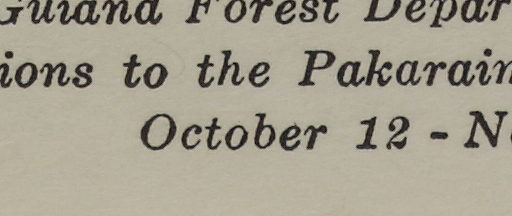 Guiana Forest Depar
ions to the Pakarain
October 12 - N